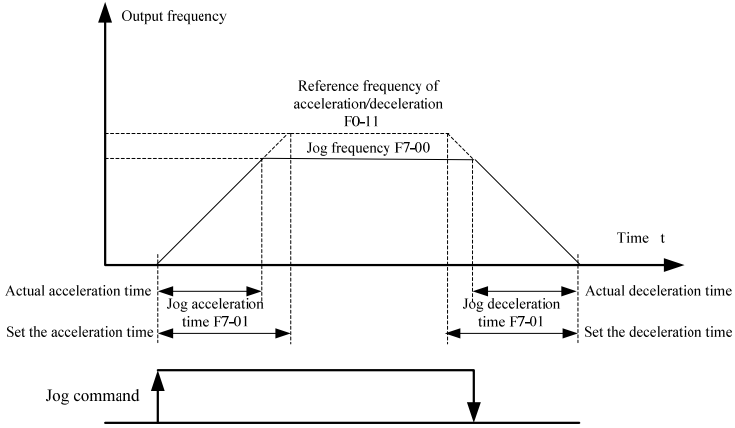 Output frequency
Reference frequency of
acceleration/deceleration
F0-11
Jog frequency F7-00
Time t
Actual acceleration time
Jog acceleration
time F7-01
Set the acceleration time
Jog deceleration
time F7-01
Actual deceleration time
Set the deceleration time
Jog command